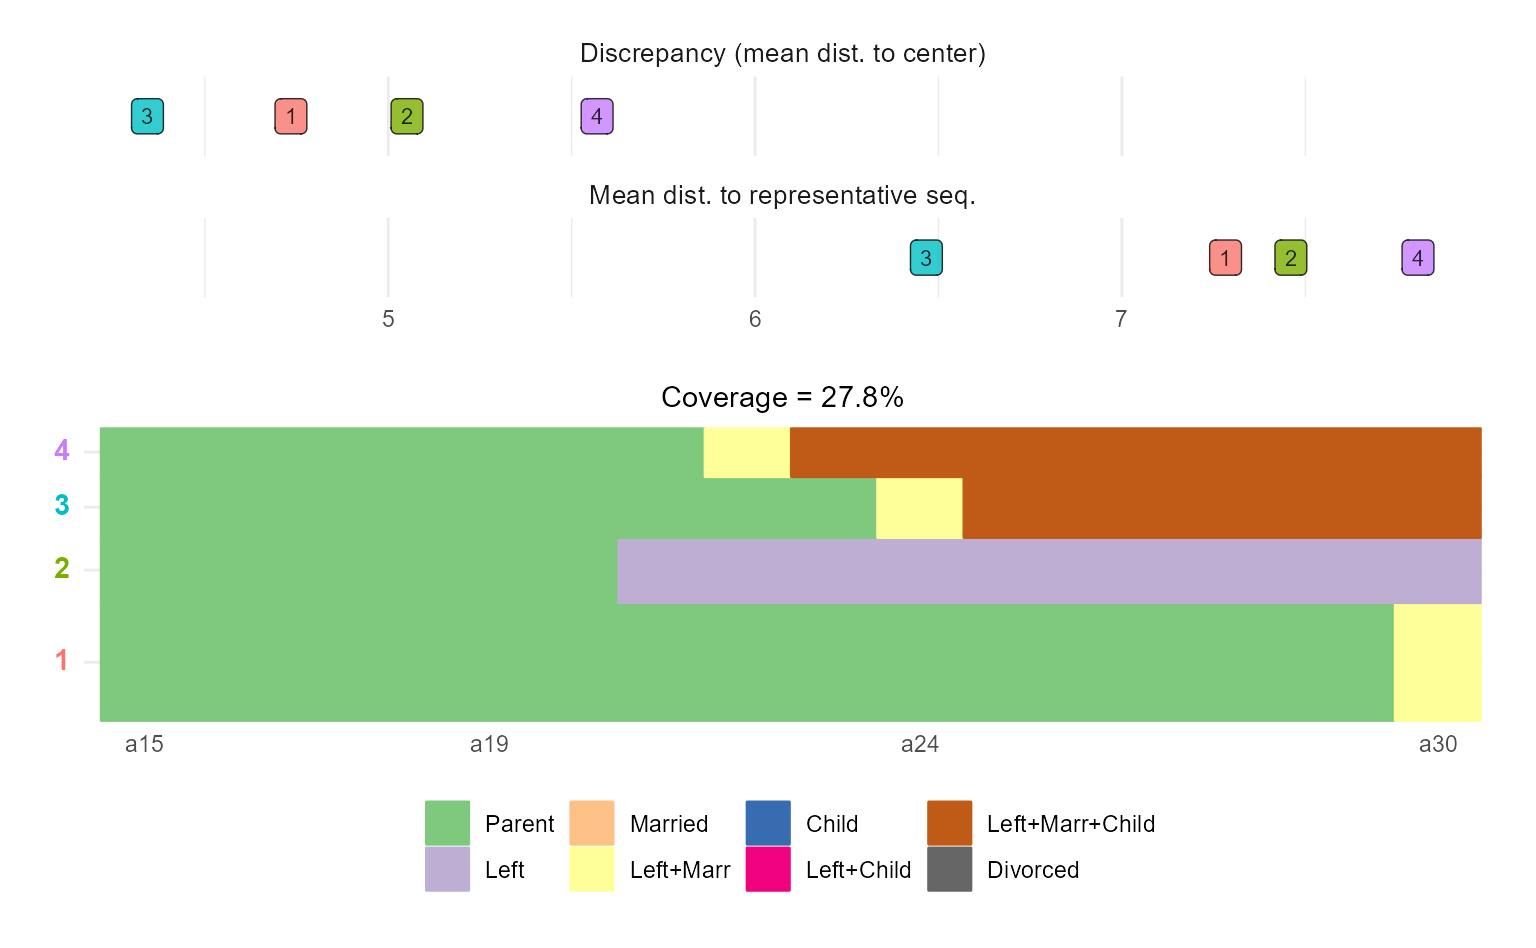 Discrepancy (mean dist. to center)
3 1 2 4
Mean dist. to representative seq.
3 1 2 4
5 6 7
Coverage = 27.8%
4
3
2
1
a15 a19 a24 a30
Parent Married Child Left+Marr+Child
Left Left+Marr Left+Child Divorced